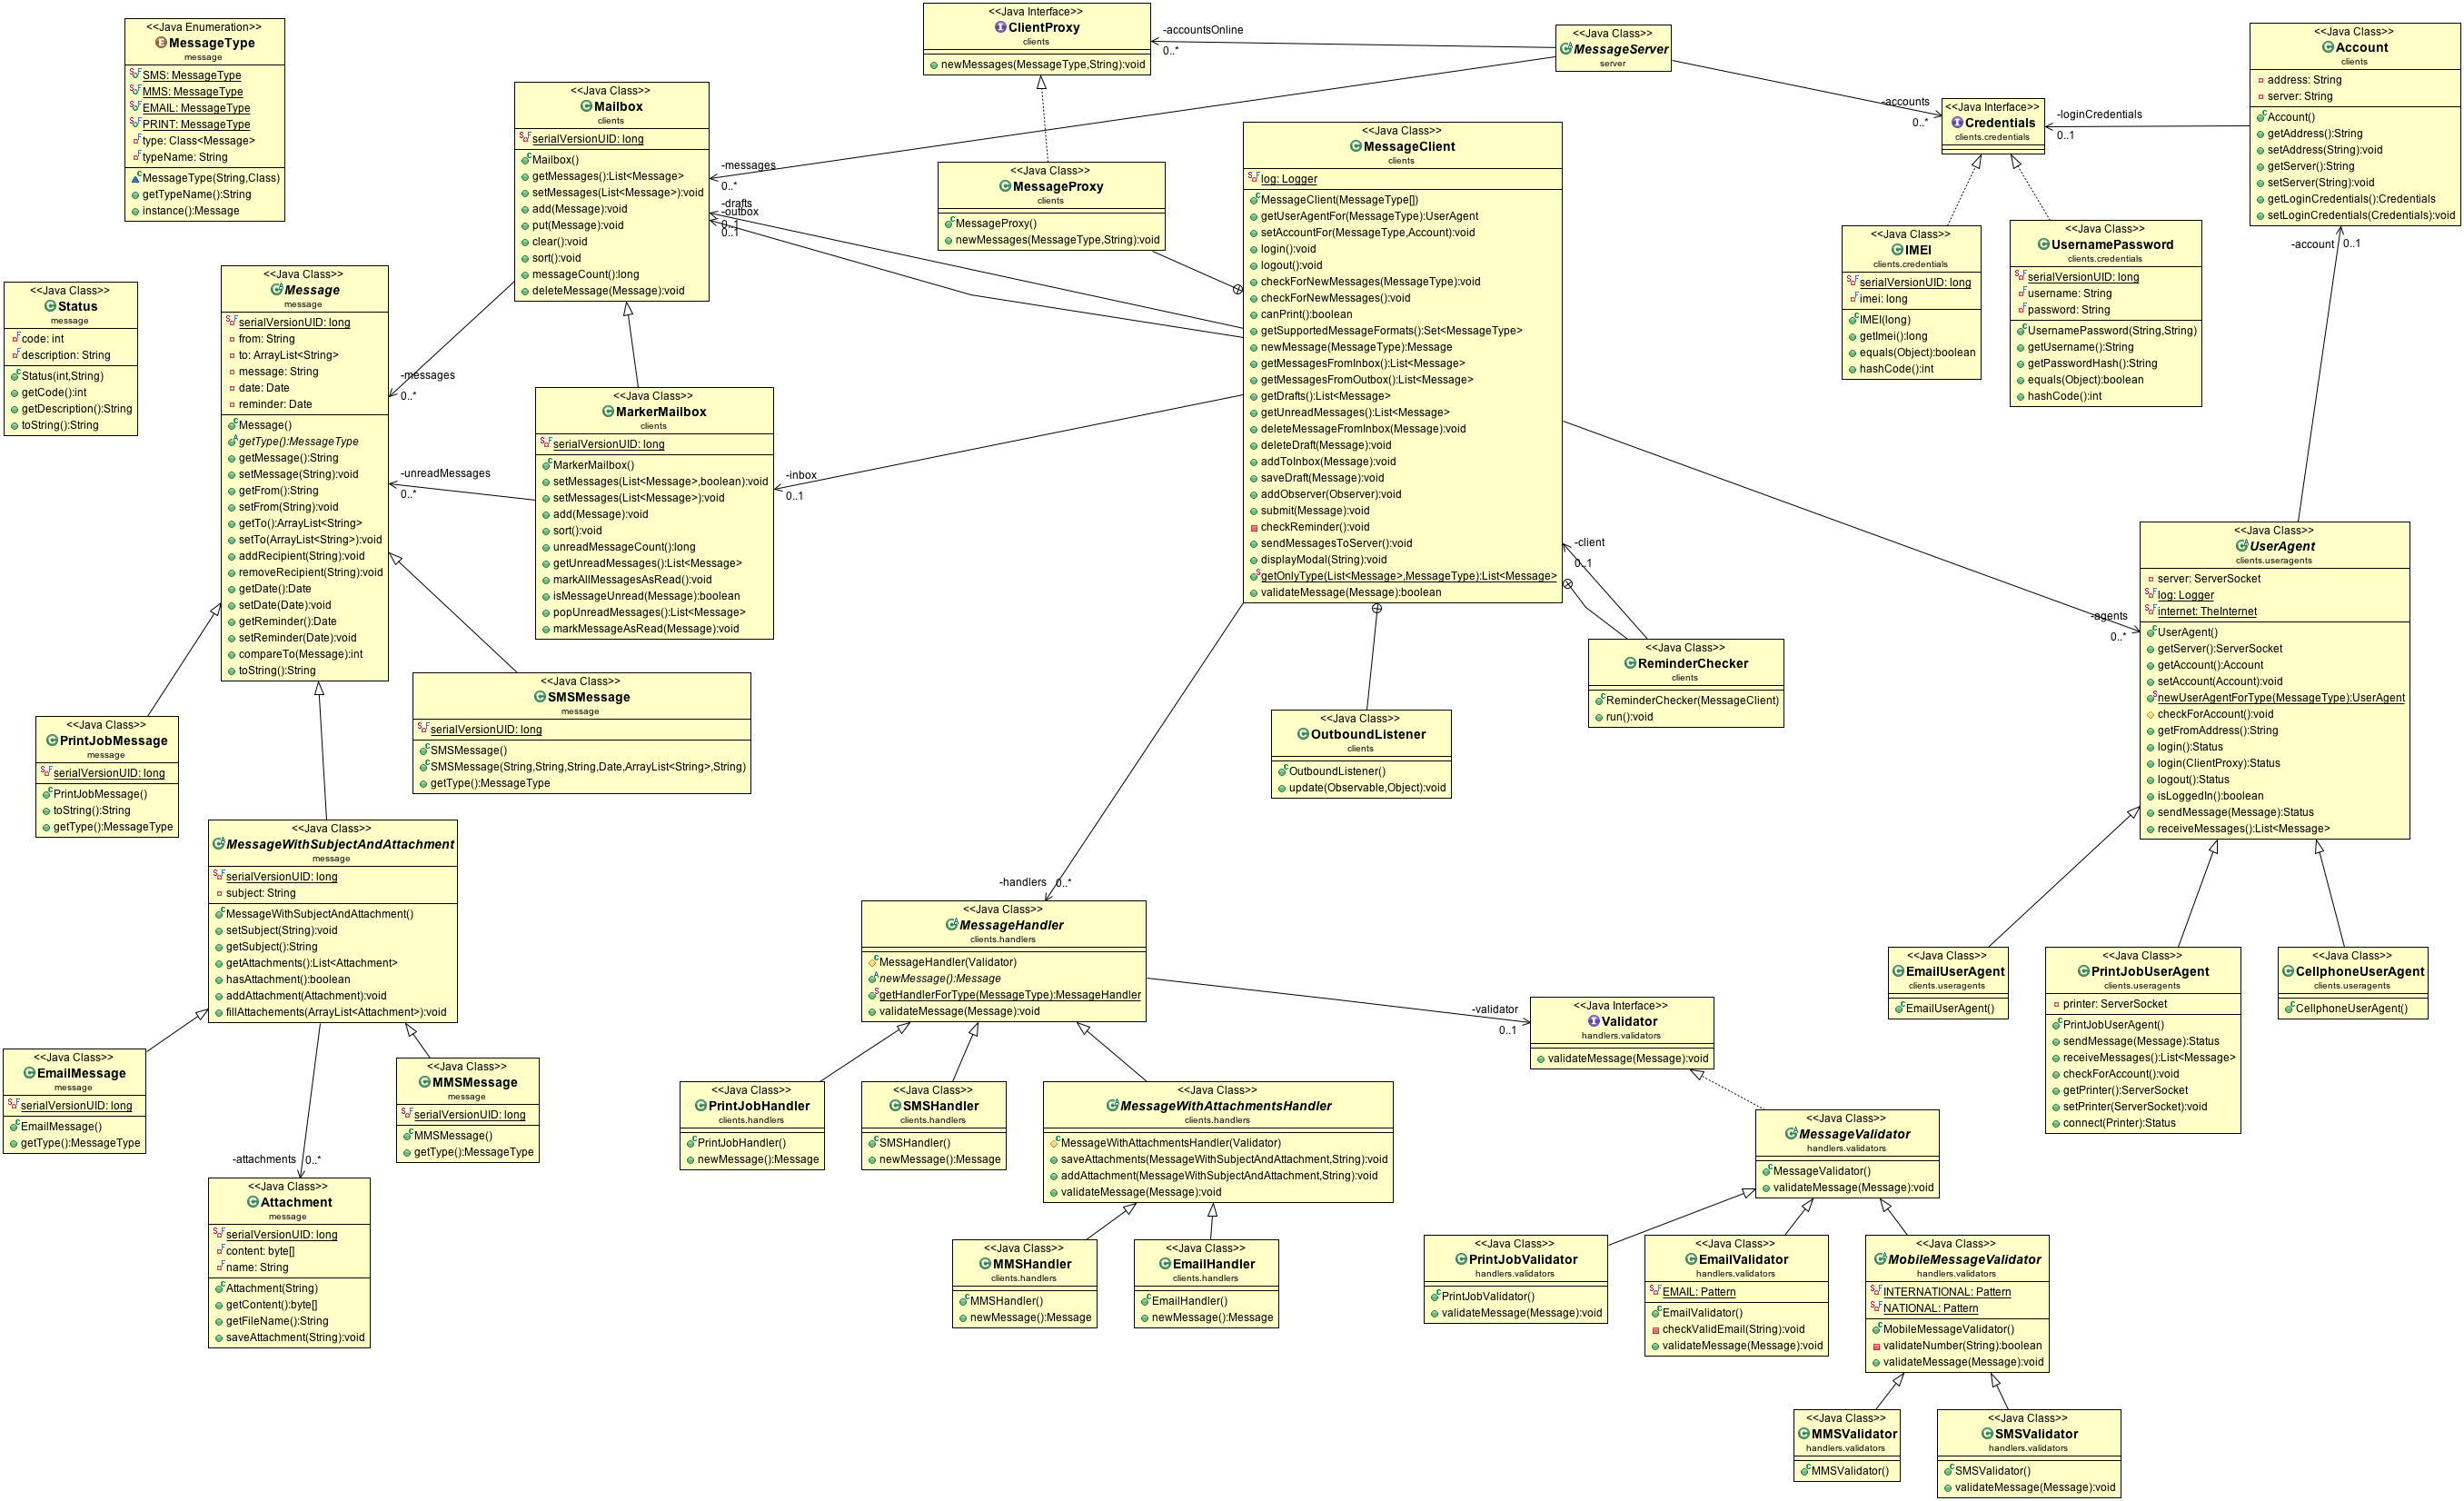 <<Java Enumeration>>
MessageType
message
SMS: MessageType
MMS: MessageType
EMAIL: MessageType
PRINT: MessageType
type: Class<Message>
typeName: String
MessageType(String,Class)
getTypeName():String
instance():Message
<<Java Class>>
Status
message
code: int
description: String
Status(int,String)
getCode():int
getDescription():String
toString():String
<<Java Class>>
Message
message
serialVersionUID: long
from: String
to: ArrayList<String>
message: String
date: Date
reminder: Date
Message()
getType():MessageType
getMessage():String
setMessage(String):void
getFrom():String
setFrom(String):void
getTo():ArrayList<String>
setTo(ArrayList<String>):void
addRecipient(String):void
removeRecipient(String):void
getDate():Date
setDate(Date):void
getReminder():Date
setReminder(Date):void
compareTo(Message):int
toString():String
<<Java Class>>
Mailbox
clients
serialVersionUID: long
Mailbox()
getMessages():List<Message>
setMessages(List<Message>):void
add(Message):void
put(Message):void
clear():void
sort():void
messageCount():long
deleteMessage(Message):void
-messages
0..*
-unreadMessages
0..*
<<Java Class>>
MarkerMailbox
clients
serialVersionUID: long
MarkerMailbox()
setMessages(List<Message>,boolean):void
setMessages(List<Message>):void
add(Message):void
sort():void
unreadMessageCount():long
getUnreadMessages():List<Message>
markAllMessagesAsRead():void
isMessageUnread(Message):boolean
popUnreadMessages():List<Message>
markMessageAsRead(Message):void
<<Java Class>>
PrintJobMessage
message
serialVersionUID: long
PrintJobMessage()
toString():String
getType():MessageType
<<Java Class>>
SMSMessage
message
serialVersionUID: long
SMSMessage()
SMSMessage(String,String,String,Date,ArrayList<String>,String)
getType():MessageType
<<Java Class>>
MessageWithSubjectAndAttachment
message
serialVersionUID: long
subject: String
MessageWithSubjectAndAttachment()
setSubject(String):void
getSubject():String
getAttachments():List<Attachment>
hasAttachment():boolean
addAttachment(Attachment):void
fillAttachements(ArrayList<Attachment>):void
<<Java Class>>
EmailMessage
message
serialVersionUID: long
EmailMessage()
getType():MessageType
<<Java Class>>
MMSMessage
message
serialVersionUID: long
MMSMessage()
getType():MessageType
-attachments
0..*
<<Java Class>>
Attachment
message
serialVersionUID: long
content: byte[]
name: String
Attachment(String)
getContent():byte[]
getFileName():String
saveAttachment(String):void
<<Java Interface>>
ClientProxy
clients
newMessages(MessageType,String):void
-accountsOnline
0..*
<<Java Class>>
MessageServer
server
-messages
0..*
-drafts
-outbox
0..1
0..1
<<Java Class>>
MessageProxy
clients
MessageProxy()
newMessages(MessageType,String):void
-inbox
0..1
<<Java Class>>
MessageClient
clients
log: Logger
MessageClient(MessageType[])
getUserAgentFor(MessageType):UserAgent
setAccountFor(MessageType,Account):void
login():void
logout():void
checkForNewMessages(MessageType):void
checkForNewMessages():void
canPrint():boolean
getSupportedMessageFormats():Set<MessageType>
newMessage(MessageType):Message
getMessagesFromInbox():List<Message>
getMessagesFromOutbox():List<Message>
getDrafts():List<Message>
getUnreadMessages():List<Message>
deleteMessageFromInbox(Message):void
deleteDraft(Message):void
addToInbox(Message):void
saveDraft(Message):void
addObserver(Observer):void
submit(Message):void
checkReminder():void
sendMessagesToServer():void
displayModal(String):void
getOnlyType(List<Message>,MessageType):List<Message>
validateMessage(Message):boolean
-client
0..1
<<Java Class>>
ReminderChecker
clients
ReminderChecker(MessageClient)
run():void
<<Java Class>>
OutboundListener
clients
OutboundListener()
update(Observable,Object):void
-accounts
0..*
<<Java Interface>>
Credentials
clients.credentials
-loginCredentials
0..1
<<Java Class>>
Account
clients
address: String
server: String
Account()
getAddress():String
setAddress(String):void
getServer():String
setServer(String):void
getLoginCredentials():Credentials
setLoginCredentials(Credentials):void
<<Java Class>>
IMEI
clients.credentials
serialVersionUID: long
imei: long
IMEI(long)
getImei():long
equals(Object):boolean
hashCode():int
<<Java Class>>
UsernamePassword
clients.credentials
serialVersionUID: long
username: String
password: String
UsernamePassword(String,String)
getUsername():String
getPasswordHash():String
equals(Object):boolean
hashCode():int
-account
0..1
-agents
0..*
<<Java Class>>
UserAgent
clients.useragents
server: ServerSocket
log: Logger
internet: TheInternet
UserAgent()
getServer():ServerSocket
getAccount():Account
setAccount(Account):void
newUserAgentForType(MessageType):UserAgent
checkForAccount():void
getFromAddress():String
login():Status
login(ClientProxy):Status
logout():Status
isLoggedIn():boolean
sendMessage(Message):Status
receiveMessages():List<Message>
<<Java Class>>
EmailUserAgent
clients.useragents
EmailUserAgent()
<<Java Class>>
PrintJobUserAgent
clients.useragents
printer: ServerSocket
PrintJobUserAgent()
sendMessage(Message):Status
receiveMessages():List<Message>
checkForAccount():void
getPrinter():ServerSocket
setPrinter(ServerSocket):void
connect(Printer):Status
<<Java Class>>
CellphoneUserAgent
clients.useragents
CellphoneUserAgent()
-handlers
0..*
<<Java Class>>
MessageHandler
clients.handlers
MessageHandler(Validator)
newMessage():Message
getHandlerForType(MessageType):MessageHandler
validateMessage(Message):void
<<Java Class>>
PrintJobHandler
clients.handlers
PrintJobHandler()
newMessage():Message
<<Java Class>>
SMSHandler
clients.handlers
SMSHandler()
newMessage():Message
<<Java Class>>
MessageWithAttachmentsHandler
clients.handlers
MessageWithAttachmentsHandler(Validator)
saveAttachments(MessageWithSubjectAndAttachment,String):void
addAttachment(MessageWithSubjectAndAttachment,String):void
validateMessage(Message):void
<<Java Class>>
MMSHandler
clients.handlers
MMSHandler()
newMessage():Message
<<Java Class>>
EmailHandler
clients.handlers
EmailHandler()
newMessage():Message
-validator
0..1
<<Java Interface>>
Validator
handlers.validators
validateMessage(Message):void
<<Java Class>>
MessageValidator
handlers.validators
MessageValidator()
validateMessage(Message):void
<<Java Class>>
PrintJobValidator
handlers.validators
PrintJobValidator()
validateMessage(Message):void
<<Java Class>>
EmailValidator
handlers.validators
EMAIL: Pattern
EmailValidator()
checkValidEmail(String):void
validateMessage(Message):void
<<Java Class>>
MobileMessageValidator
handlers.validators
INTERNATIONAL: Pattern
NATIONAL: Pattern
MobileMessageValidator()
validateNumber(String):boolean
validateMessage(Message):void
<<Java Class>>
MMSValidator
handlers.validators
MMSValidator()
<<Java Class>>
SMSValidator
handlers.validators
SMSValidator()
validateMessage(Message):void